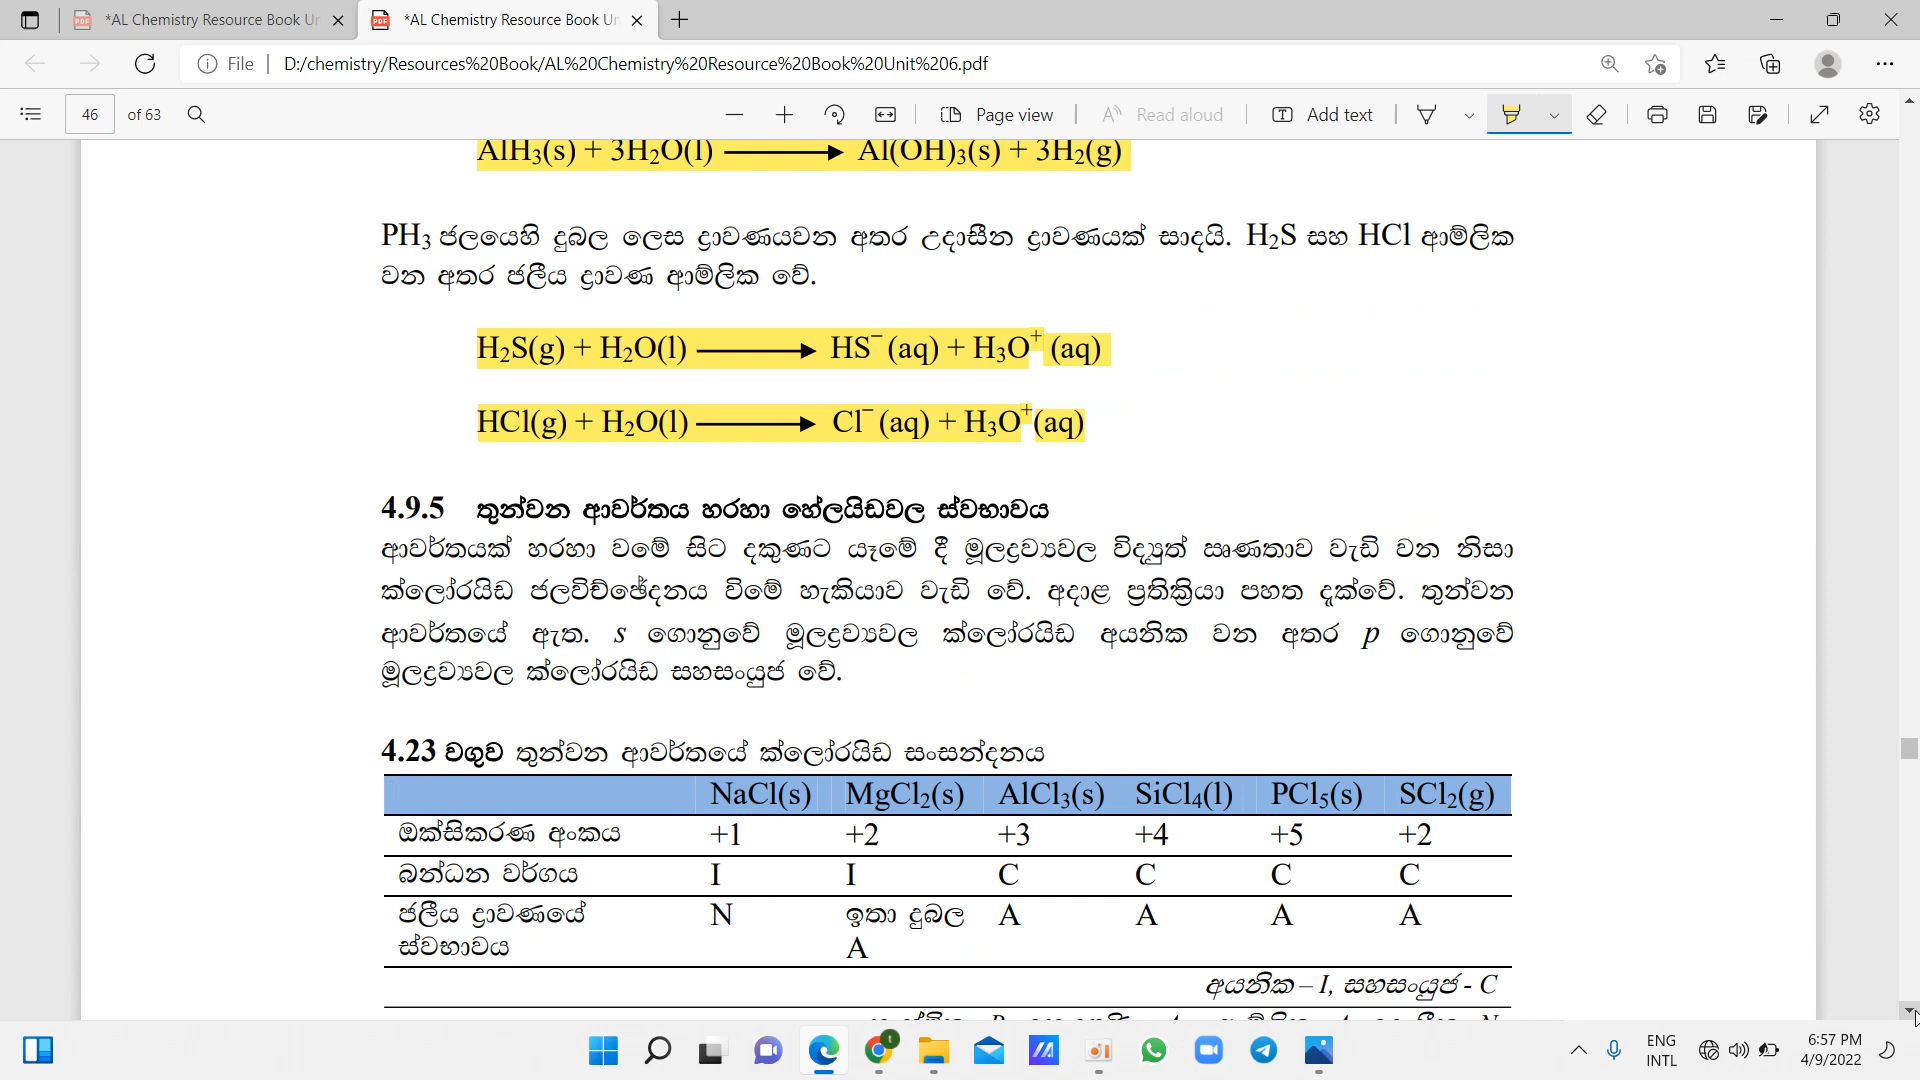 *AL Chemistry Resource Book Ur
*AL Chemistry Resource Book Un
File
D:/chemistry/Resources%20Book/AL%20Chemistry%20Resource%20Book%20Unit%206.pdf
46 of 63
Page view
Read aloud
Add text
AlH₃(s) + 3H₂O(l) ⟶ Al(OH)₃(s) + 3H₂(g)
PH₃ ජලයෙහි දුබල ලෙස ද්‍රාවණයවන අතර උදාසීන ද්‍රාවණයක් සාදයි. H₂S සහ HCl ආම්ලික
වන අතර ජලීය ද්‍රාවණ ආම්ලික වේ.
H₂S(g) + H₂O(l) ⟶ HS⁻ (aq) + H₃O⁺ (aq)
HCl(g) + H₂O(l) ⟶ Cl⁻ (aq) + H₃O⁺(aq)
4.9.5 තුන්වන ආවර්තය හරහා හේලයිඩවල ස්වභාවය
ආවර්තයක් හරහා වමේ සිට දකුණට යෑමේ දී මූලද්‍රව්‍යවල විද්‍යුත් ඍණතාව වැඩි වන නිසා
ක්ලෝරයිඩ ජලවිච්ඡේදනය වීමේ හැකියාව වැඩි වේ. අදාළ ප්‍රතික්‍රියා පහත දැක්වේ. තුන්වන
ආවර්තයේ ඇත. s ගොනුවේ මූලද්‍රව්‍යවල ක්ලෝරයිඩ අයනික වන අතර p ගොනුවේ
මූලද්‍රව්‍යවල ක්ලෝරයිඩ සහසංයුජ වේ.
4.23 වගුව තුන්වන ආවර්තයේ ක්ලෝරයිඩ සංසන්දනය
NaCl(s) MgCl₂(s) AlCl₃(s) SiCl₄(l) PCl₅(s) SCl₂(g)
ඔක්සිකරණ අංකය +1 +2 +3 +4 +5 +2
බන්ධන වර්ගය I I C C C C
ජලීය ද්‍රාවණයේ N ඉතා දුබල A A A A
ස්වභාවය A
අයනික – I, සහසංයුජ - C
ENG
INTL
6:57 PM
4/9/2022